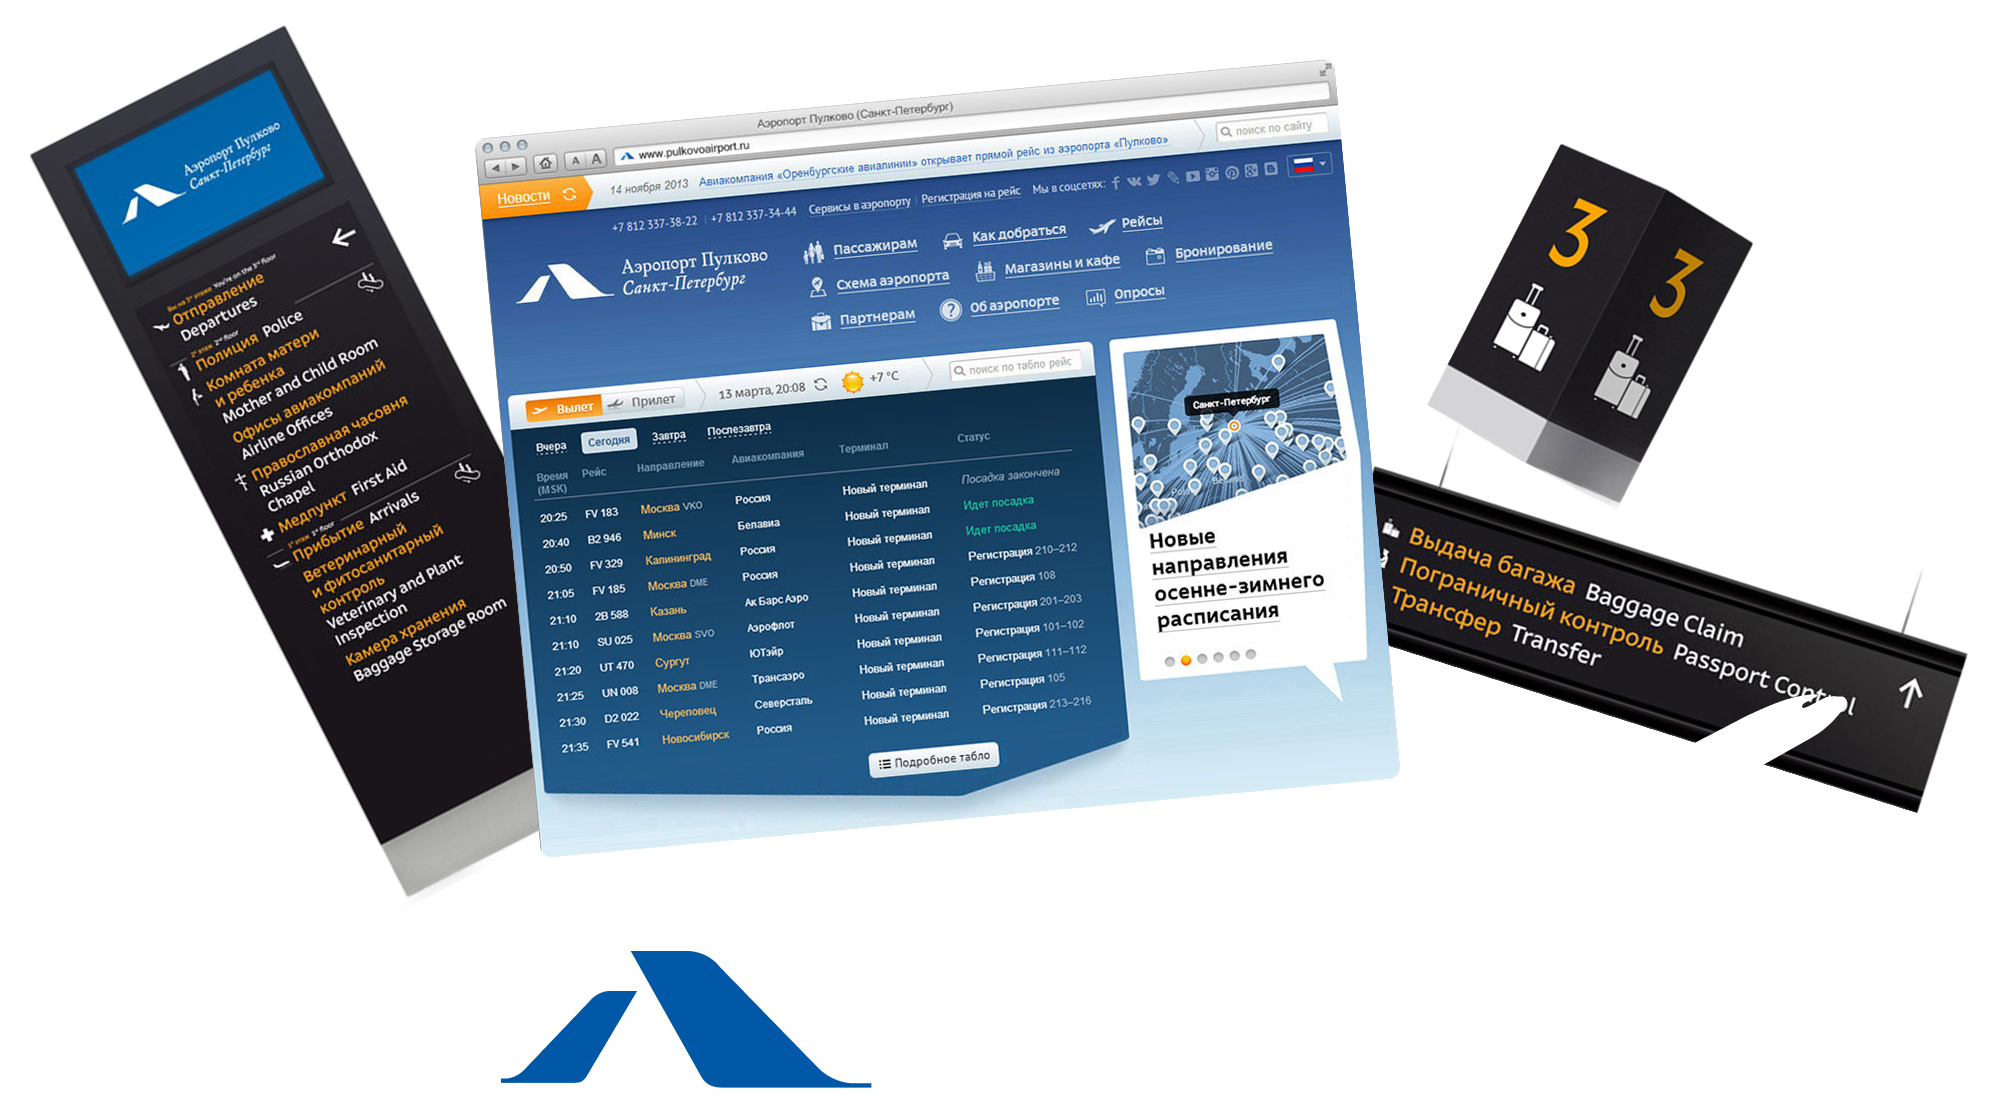 Аэропорт Пулково
Санкт-Петербург
Вы на 3ᵉᵐ этаже You're on the 3ʳᵈ floor
Отправление
Departures
2ᵒⁱ этаж 2ⁿᵈ floor
Полиция Police
Комната матери
и ребенка
Mother and Child Room
Офисы авиакомпаний
Airline Offices
Православная часовня
Russian Orthodox
Chapel
Медпункт First Aid
1ᵒⁱ этаж 1ˢᵗ floor
Прибытие Arrivals
Ветеринарный
и фитосанитарный
контроль
Veterinary and Plant
Inspection
Камера хранения
Baggage Storage Room
Аэропорт Пулково (Санкт-Петербург)
A A www.pulkovoairport.ru
Новости 14 ноября 2013 Авиакомпания «Оренбургские авиалинии» открывает прямой рейс из аэропорта «Пулково» поиск по сайту
+7 812 337-38-22 | +7 812 337-34-44 Сервисы в аэропорту | Регистрация на рейс Мы в соцсетях:
Аэропорт Пулково
Санкт-Петербург
Пассажирам Как добраться Рейсы
Схема аэропорта Магазины и кафе Бронирование
Партнерам Об аэропорте Опросы
Вылет Прилет 13 марта, 20:08 +7 °C поиск по табло рейс
Вчера Сегодня Завтра Послезавтра
Время (MSK) Рейс Направление Авиакомпания Терминал Статус
20:25 FV 183 Москва VKO Россия Новый терминал Посадка закончена
20:40 B2 946 Минск Белавиа Новый терминал Идет посадка
20:50 FV 329 Калининград Россия Новый терминал Идет посадка
21:05 FV 185 Москва DME Россия Новый терминал Регистрация 210–212
21:10 2B 588 Казань Ак Барс Аэро Новый терминал Регистрация 108
21:10 SU 025 Москва SVO Аэрофлот Новый терминал Регистрация 201–203
21:20 UT 470 Сургут ЮТэйр Новый терминал Регистрация 101–102
21:25 UN 008 Москва DME Трансаэро Новый терминал Регистрация 111–112
21:30 D2 022 Череповец Северсталь Новый терминал Регистрация 105
21:35 FV 541 Новосибирск Россия Новый терминал Регистрация 213–216
Подробное табло
Санкт-Петербург
Belarus
Новые
направления
осенне-зимнего
расписания
3
3
Выдача багажа Baggage Claim
Пограничный контроль Passport Control
Трансфер Transfer